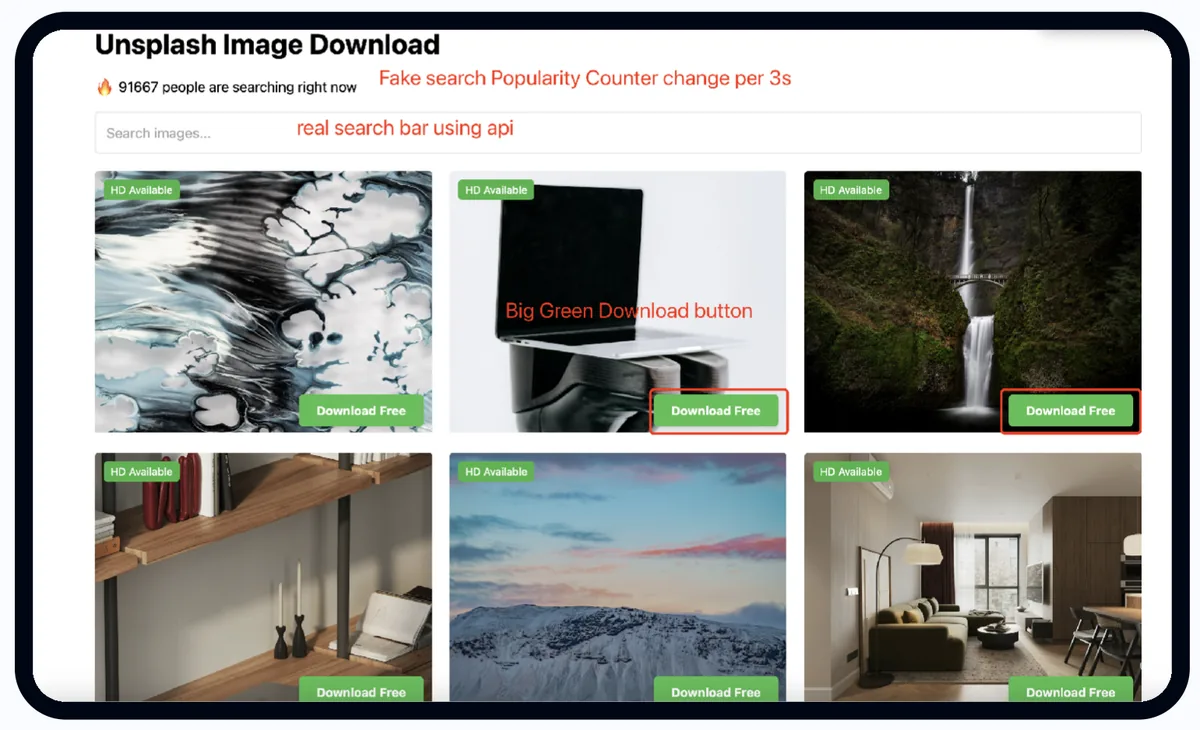 Unsplash Image Download
🔥 91667 people are searching right now Fake search Popularity Counter change per 3s
Search images... real search bar using api
HD Available HD Available HD Available
Big Green Download button
Download Free Download Free Download Free
HD Available HD Available HD Available
Download Free Download Free Download Free